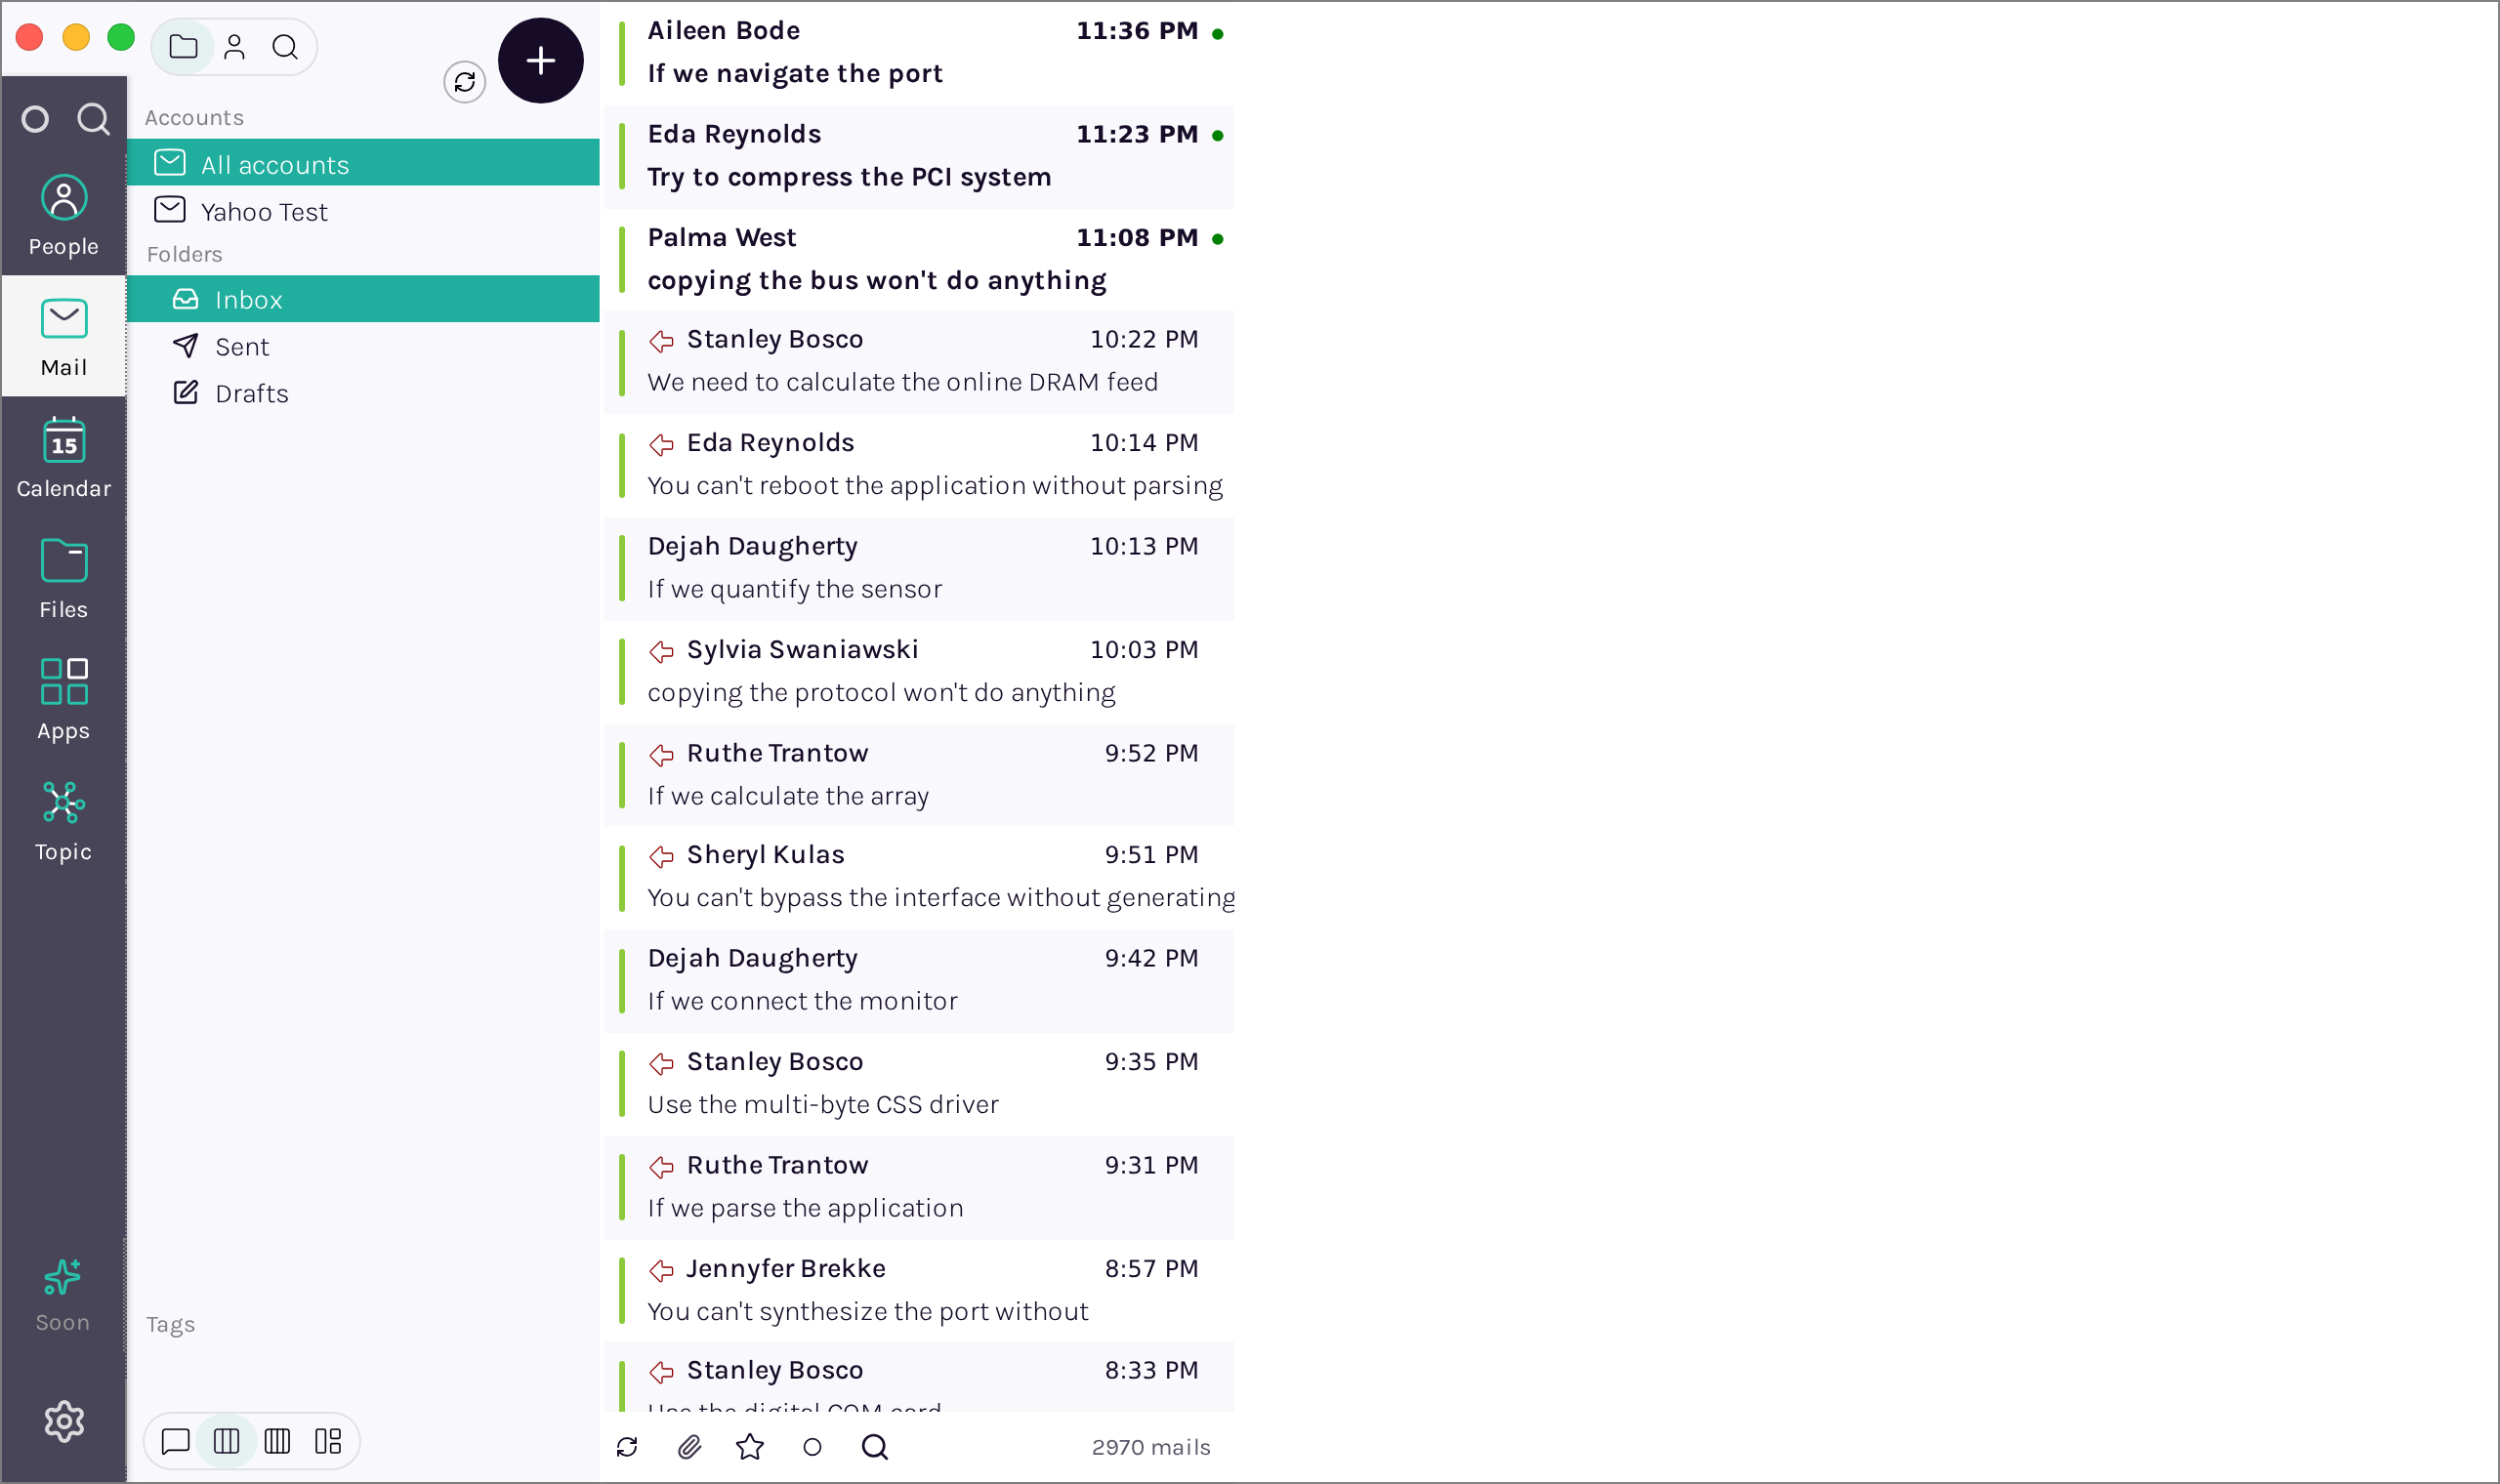 People
Mail
15
Calendar
Files
Apps
Topic
Soon
Accounts
All accounts
Yahoo Test
Folders
Inbox
Sent
Drafts
Tags
Aileen Bode 11:36 PM
If we navigate the port
Eda Reynolds 11:23 PM
Try to compress the PCI system
Palma West 11:08 PM
copying the bus won't do anything
Stanley Bosco 10:22 PM
We need to calculate the online DRAM feed
Eda Reynolds 10:14 PM
You can't reboot the application without parsing
Dejah Daugherty 10:13 PM
If we quantify the sensor
Sylvia Swaniawski 10:03 PM
copying the protocol won't do anything
Ruthe Trantow 9:52 PM
If we calculate the array
Sheryl Kulas 9:51 PM
You can't bypass the interface without generating
Dejah Daugherty 9:42 PM
If we connect the monitor
Stanley Bosco 9:35 PM
Use the multi-byte CSS driver
Ruthe Trantow 9:31 PM
If we parse the application
Jennyfer Brekke 8:57 PM
You can't synthesize the port without
Stanley Bosco 8:33 PM
Use the digital COM card
2970 mails